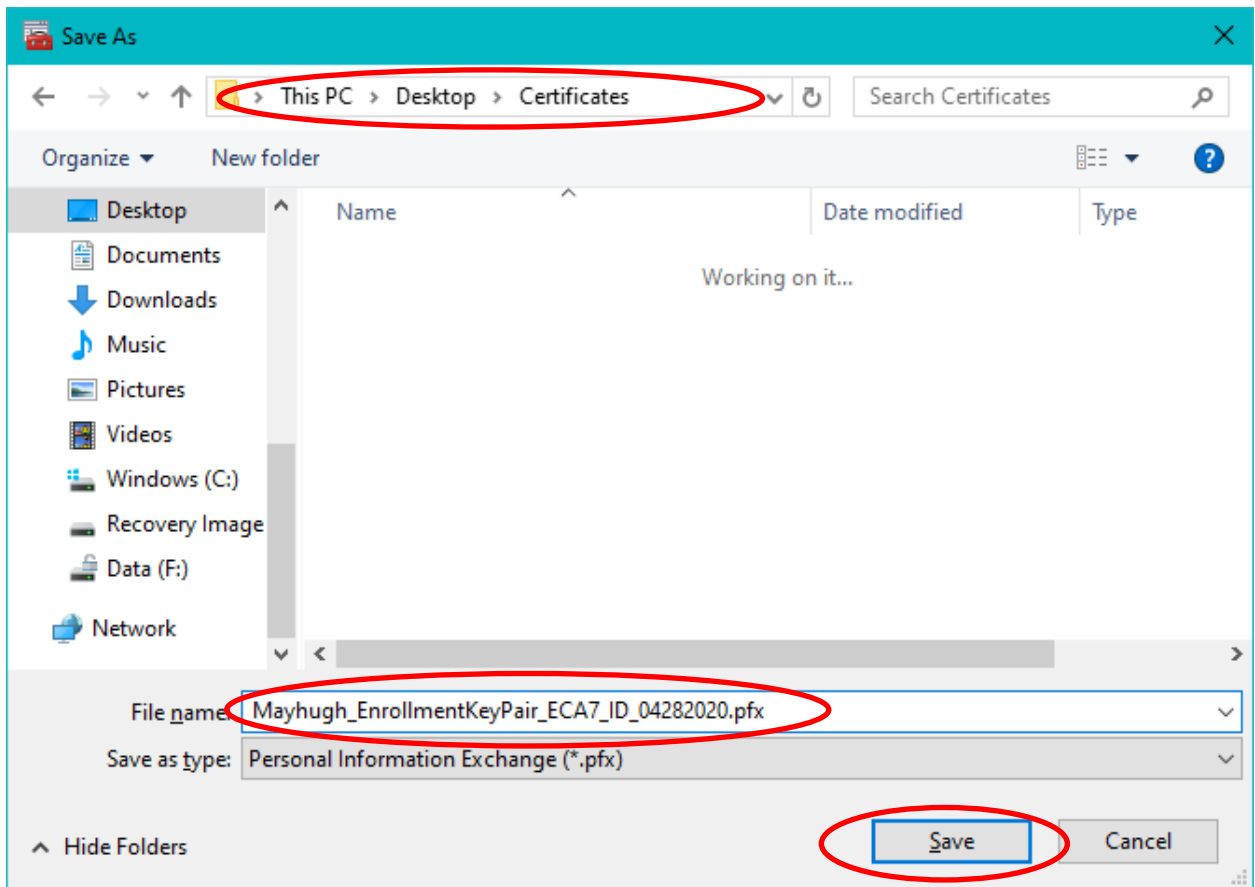 Save As
This PC > Desktop > Certificates
Search Certificates
Organize
New folder
?
Name
Date modified
Type
Working on it...
Desktop
Documents
Downloads
Music
Pictures
Videos
Windows (C:)
Recovery Image
Data (F:)
Network
File name: Mayhugh_EnrollmentKeyPair_ECA7_ID_04282020.pfx
Save as type: Personal Information Exchange (*.pfx)
Hide Folders
Save
Cancel